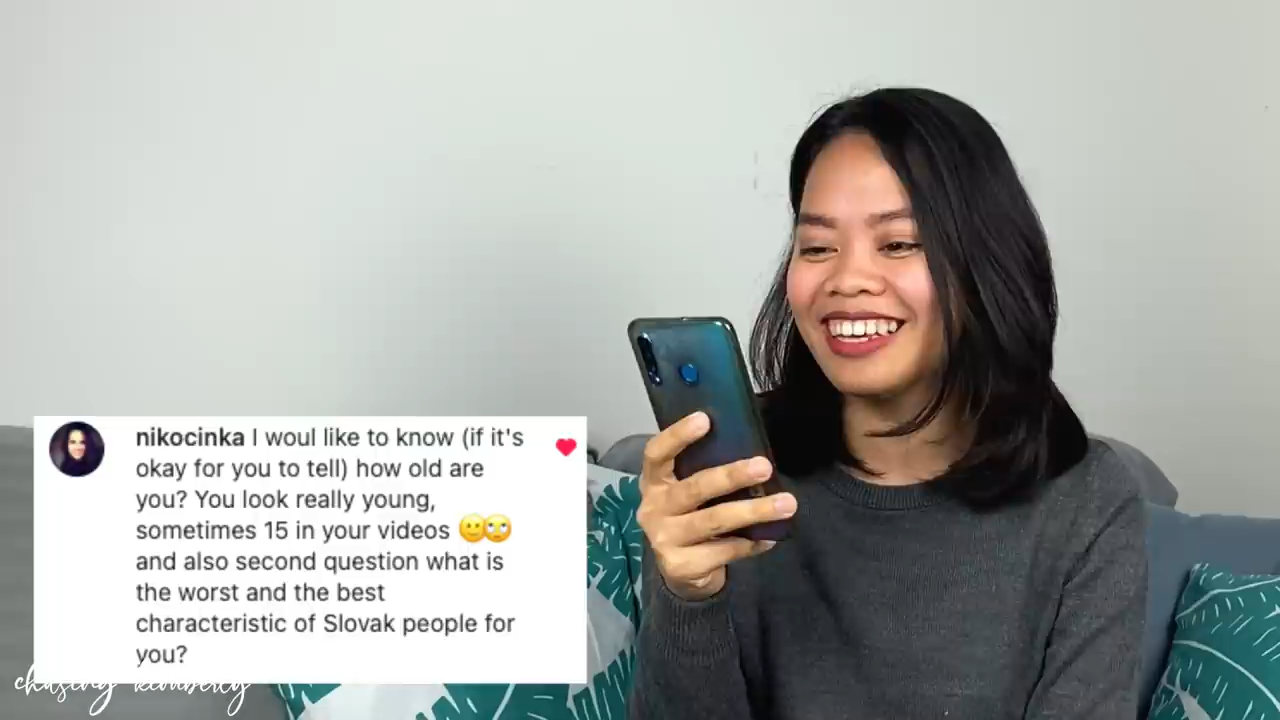 nikocinka I woul like to know (if it's
okay for you to tell) how old are
you? You look really young,
sometimes 15 in your videos 🙂🙄
and also second question what is
the worst and the best
characteristic of Slovak people for
you?
chasing kimberly